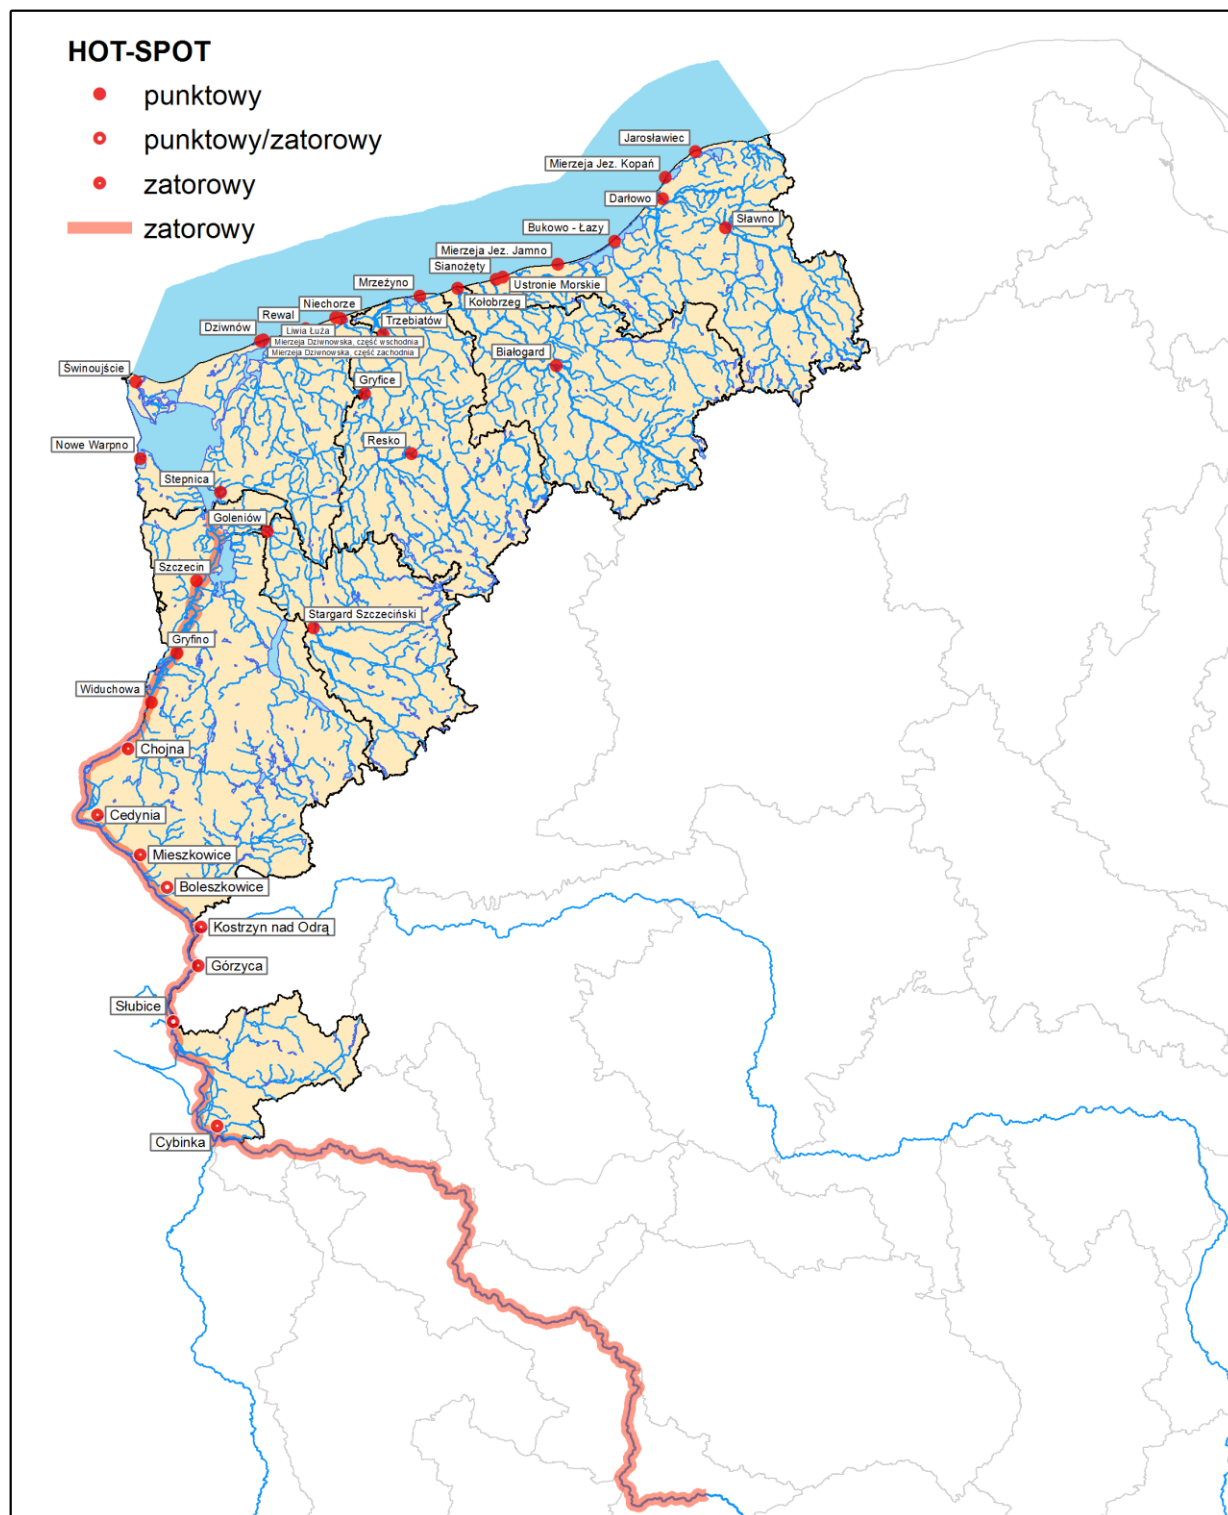 HOT-SPOT
punktowy
punktowy/zatorowy
zatorowy
zatorowy
Jarosławiec
Mierzeja Jez. Kopań
Darłowo
Sławno
Bukowo - Łazy
Mierzeja Jez. Jamno
Sianożęty
Ustronie Morskie
Mrzeżyno
Kołobrzeg
Niechorze
Rewal
Trzebiatów
Dziwnów
Liwia Łuża
Mierzeja Dziwnowska, część wschodnia
Mierzeja Dziwnowska, część zachodnia
Białogard
Świnoujście
Gryfice
Resko
Nowe Warpno
Stepnica
Goleniów
Szczecin
Stargard Szczeciński
Gryfino
Widuchowa
Chojna
Cedynia
Mieszkowice
Boleszkowice
Kostrzyn nad Odrą
Górzyca
Słubice
Cybinka